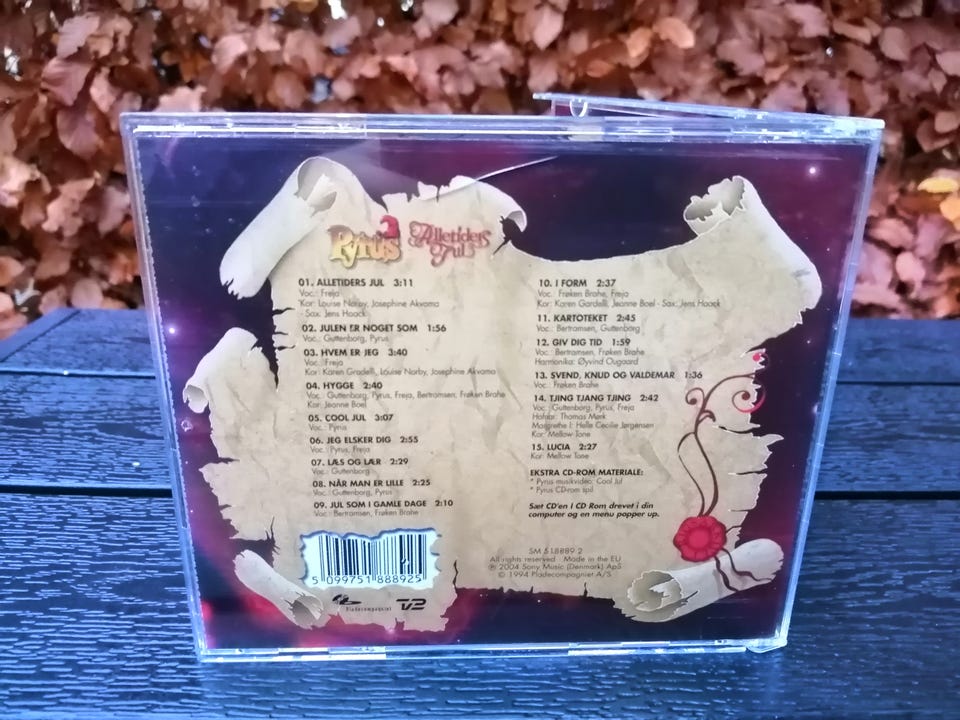 Pyrus Alletiders Jul
01. ALLETIDERS JUL 3:11
Voc.: Freja
Kor: Louise Norby, Josephine Akvama
- Sax: Jens Haack
02. JULEN ER NOGET SOM 1:56
Voc.: Guttenborg, Pyrus
03. HVEM ER JEG 3:40
Voc.: Freja
Kor: Karen Gradelli, Louise Norby, Josephine Akvama
04. HYGGE 2:40
Voc.: Guttenborg, Pyrus, Freja, Bertramsen, Frøken Brahe
Kor: Jeanne Boel
05. COOL JUL 3:07
Voc.: Pyrus
06. JEG ELSKER DIG 2:55
Voc.: Pyrus, Freja
07. LÆS OG LÆR 2:29
Voc.: Guttenborg
08. NÅR MAN ER LILLE 2:25
Voc.: Guttenborg, Pyrus
09. JUL SOM I GAMLE DAGE 2:10
Voc.: Bertramsen, Frøken Brahe
10. I FORM 2:37
Voc.: Frøken Brahe, Freja
Kor: Karen Gardelli, Jeanne Boel - Sax: Jens Haack
11. KARTOTEKET 2:45
Voc.: Bertramsen, Guttenborg
12. GIV DIG TID 1:59
Voc.: Bertramsen, Frøken Brahe
Harmonika: Øyvind Ougaard
13. SVEND, KNUD OG VALDEMAR 1:36
Voc.: Frøken Brahe
14. TJING TJANG TJING 2:42
Voc.: Guttenborg, Pyrus, Freja
Hofnar: Thomas Mørk
Margrethe I: Helle Cecilie Jørgensen
Kor: Mellow Tone
15. LUCIA 2:27
Kor: Mellow Tone
EKSTRA CD-ROM MATERIALE:
* Pyrus musikvideo: Cool Jul
* Pyrus CD-rom spil
Sæt CD'en i CD Rom drevet i din
computer og en menu popper up.
SM 518889 2
All rights reserved Made in the EU
℗ 2004 Sony Music (Denmark) ApS
© 1994 Pladecompagniet A/S
5 099751 888925
Pladecompagniet TV2